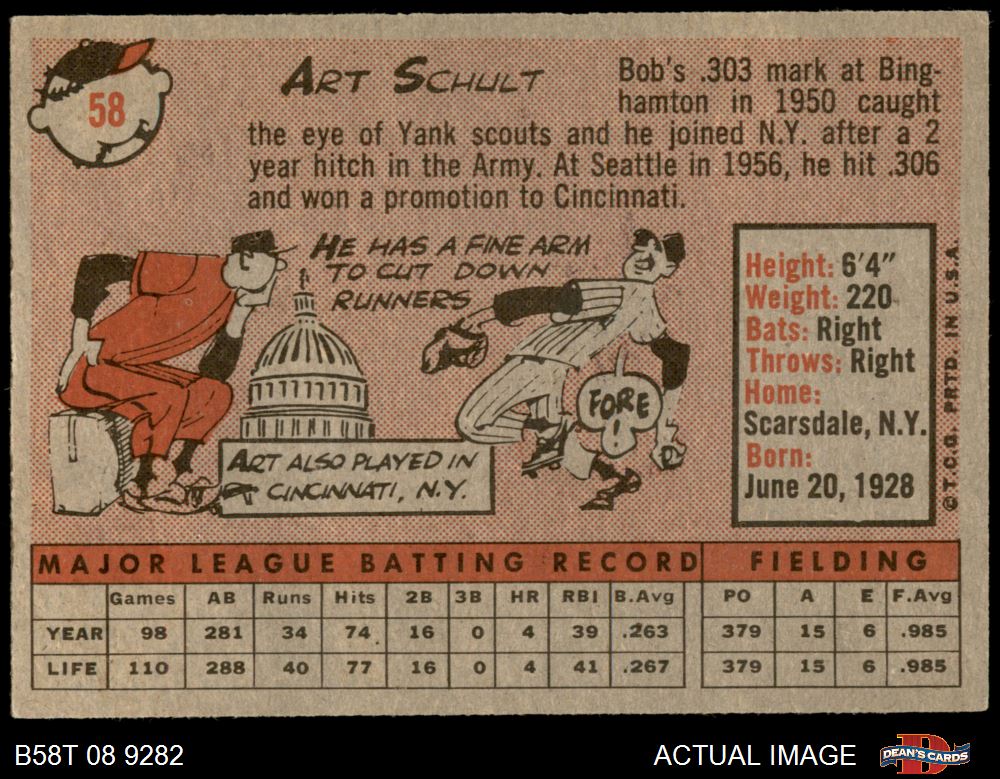 58
ART SCHULT
Bob's .303 mark at Bing-
hamton in 1950 caught
the eye of Yank scouts and he joined N.Y. after a 2
year hitch in the Army. At Seattle in 1956, he hit .306
and won a promotion to Cincinnati.
HE HAS A FINE ARM
TO CUT DOWN
RUNNERS
FORE
!
ART ALSO PLAYED IN
CINCINNATI, N.Y.
Height: 6'4"
Weight: 220
Bats: Right
Throws: Right
Home:
Scarsdale, N.Y.
Born:
June 20, 1928
©T.C.G. PRTD. IN U.S.A.
MAJOR LEAGUE BATTING RECORD FIELDING
Games AB Runs Hits 2B 3B HR RBI B.Avg PO A E F.Avg
YEAR 98 281 34 74 16 0 4 39 .263 379 15 6 .985
LIFE 110 288 40 77 16 0 4 41 .267 379 15 6 .985
B58T 08 9282 ACTUAL IMAGE DEAN'S CARDS